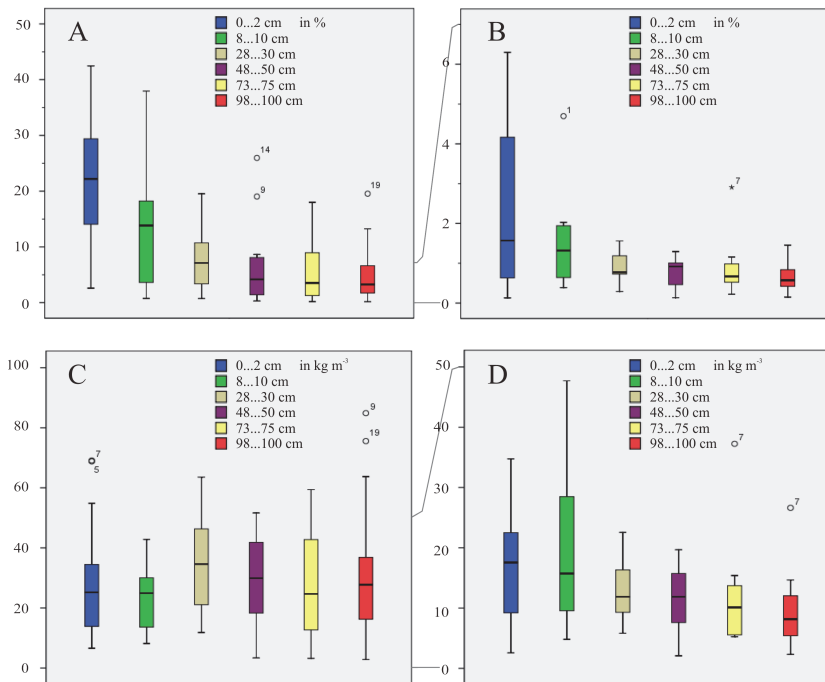 A
0...2 cm in %
8...10 cm
28...30 cm
48...50 cm
73...75 cm
98...100 cm
50
40
30
20
10
0
14
9
19
B
0...2 cm in %
8...10 cm
28...30 cm
48...50 cm
73...75 cm
98...100 cm
6
4
2
0
1
7
C
0...2 cm in kg m⁻³
8...10 cm
28...30 cm
48...50 cm
73...75 cm
98...100 cm
100
80
60
40
20
0
7
5
9
19
D
0...2 cm in kg m⁻³
8...10 cm
28...30 cm
48...50 cm
73...75 cm
98...100 cm
50
40
30
20
10
0
7
7